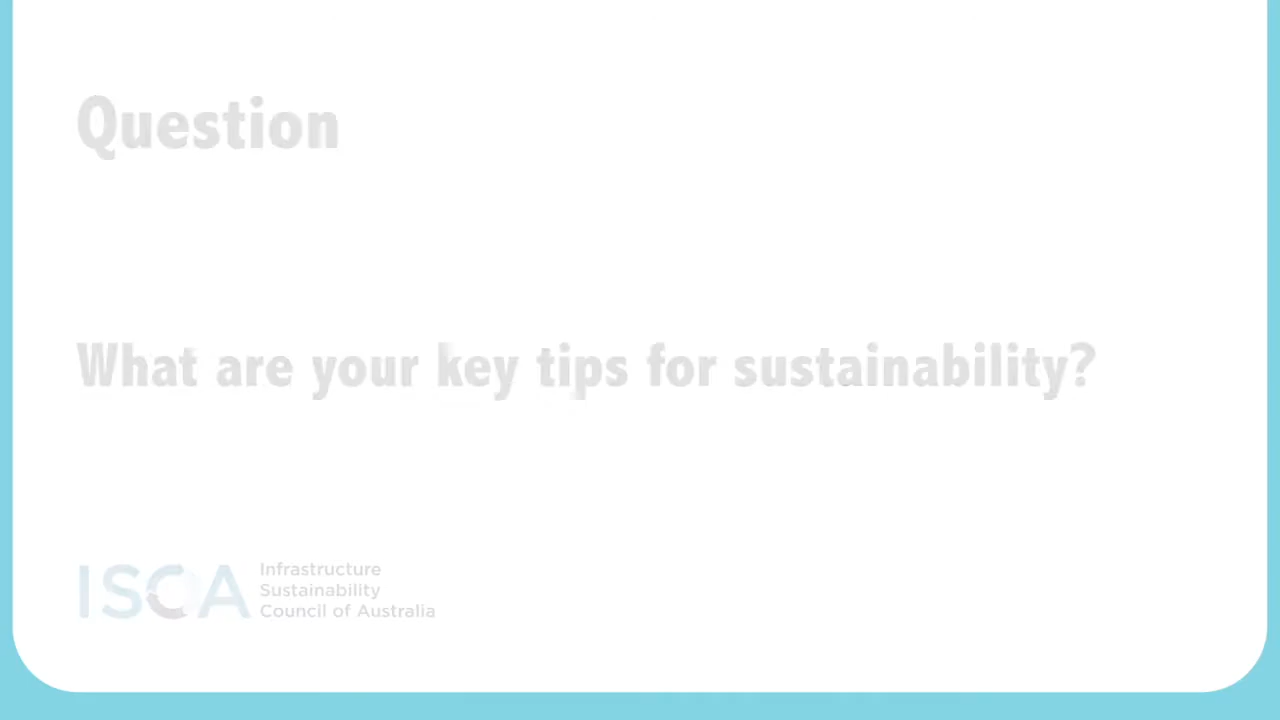 Question
What are your key tips for sustainability?
ISCA
Infrastructure
Sustainability
Council of Australia